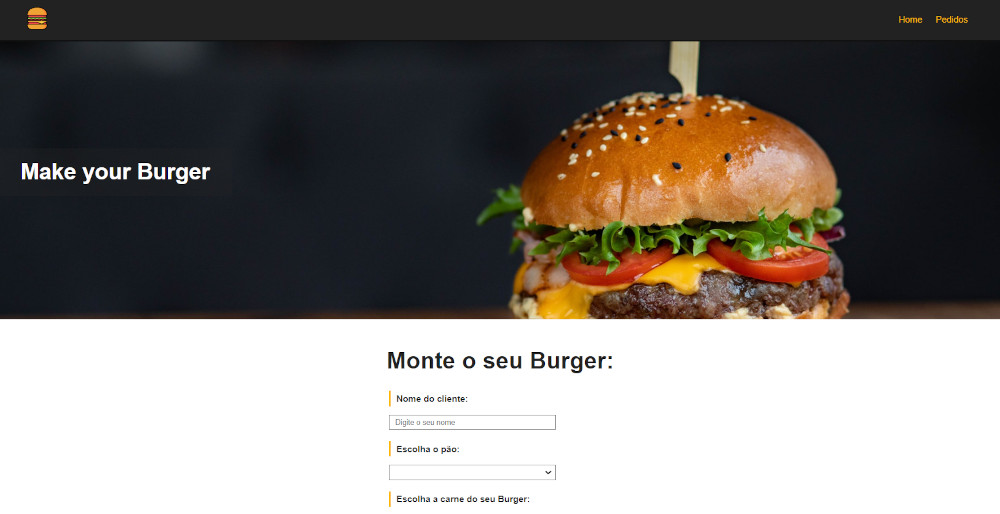 Home Pedidos
Make your Burger
Monte o seu Burger:
Nome do cliente:
Digite o seu nome
Escolha o pão:
Escolha a carne do seu Burger: